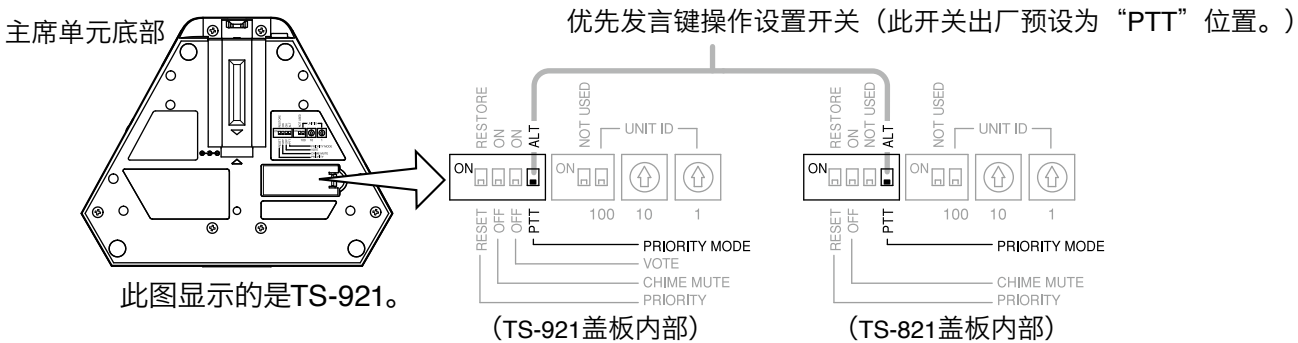 优先发言键操作设置开关（此开关出厂预设为“PTT”位置。）
主席单元底部
RESTORE
ON
ON
ALT
NOT USED
UNIT ID
ON
ON
100
10
1
RESET
OFF
OFF
PTT
PRIORITY MODE
VOTE
CHIME MUTE
PRIORITY
（TS-921盖板内部）
RESTORE
ON
NOT USED
ALT
NOT USED
UNIT ID
ON
ON
100
10
1
RESET
OFF
PTT
PRIORITY MODE
CHIME MUTE
PRIORITY
（TS-821盖板内部）
此图显示的是TS-921。